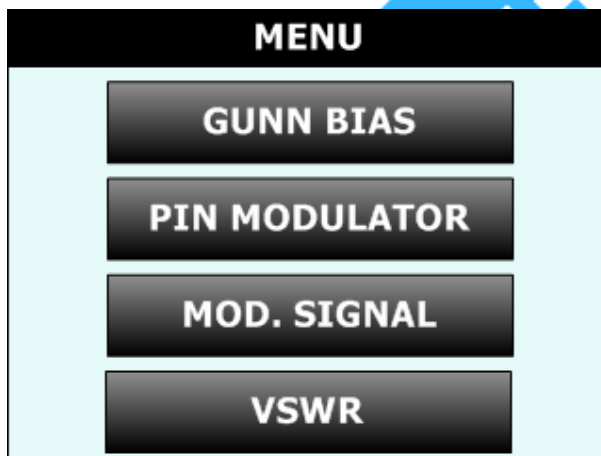 MENU
GUNN BIAS
PIN MODULATOR
MOD. SIGNAL
VSWR